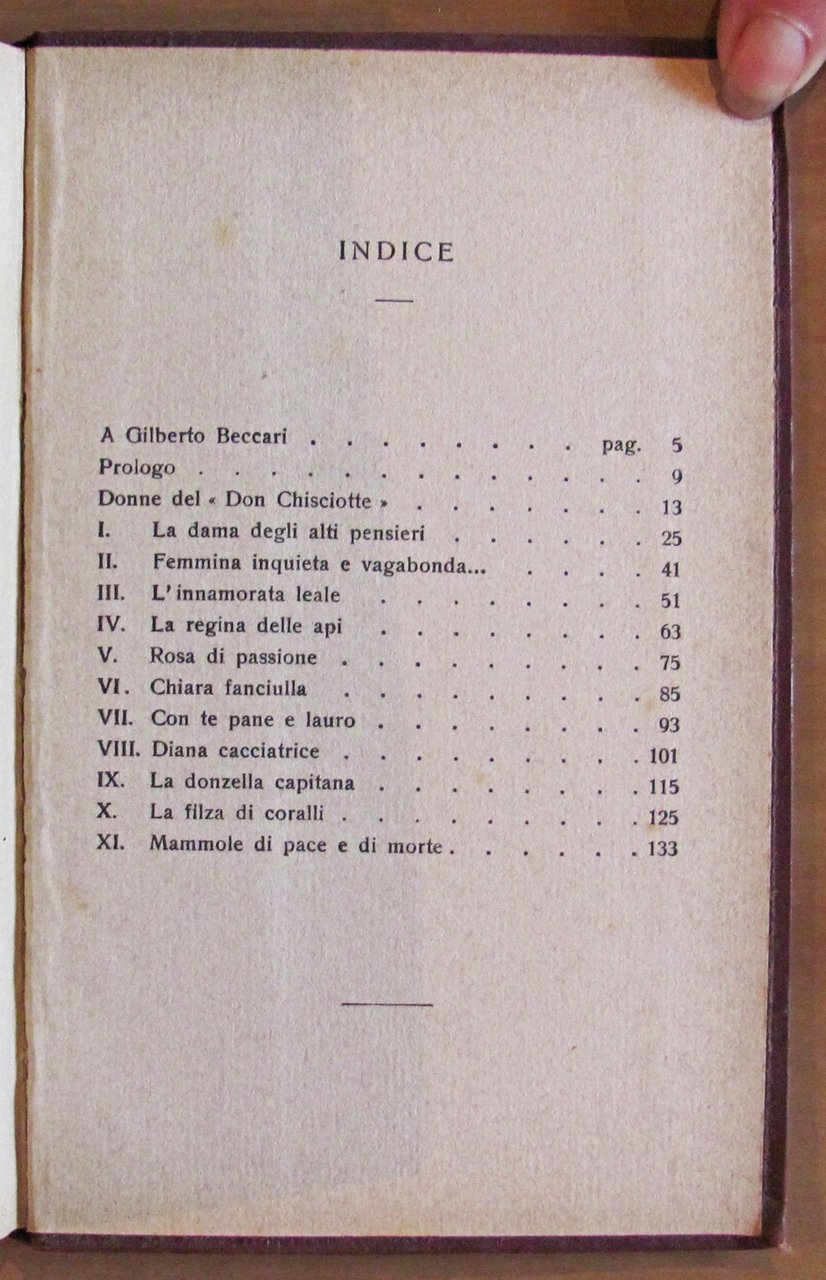 INDICE
A Gilberto Beccari . . . . . . . . pag. 5
Prologo . . . . . . . . . . . . . 9
Donne del « Don Chisciotte » . . . . . . . 13
I. La dama degli alti pensieri . . . . . . 25
II. Femmina inquieta e vagabonda... . . . . 41
III. L'innamorata leale . . . . . . . . 51
IV. La regina delle api . . . . . . . . 63
V. Rosa di passione . . . . . . . . . 75
VI. Chiara fanciulla . . . . . . . . . 85
VII. Con te pane e lauro . . . . . . . . 93
VIII. Diana cacciatrice . . . . . . . . . 101
IX. La donzella capitana . . . . . . . . 115
X. La filza di coralli . . . . . . . . . 125
XI. Mammole di pace e di morte . . . . . . 133